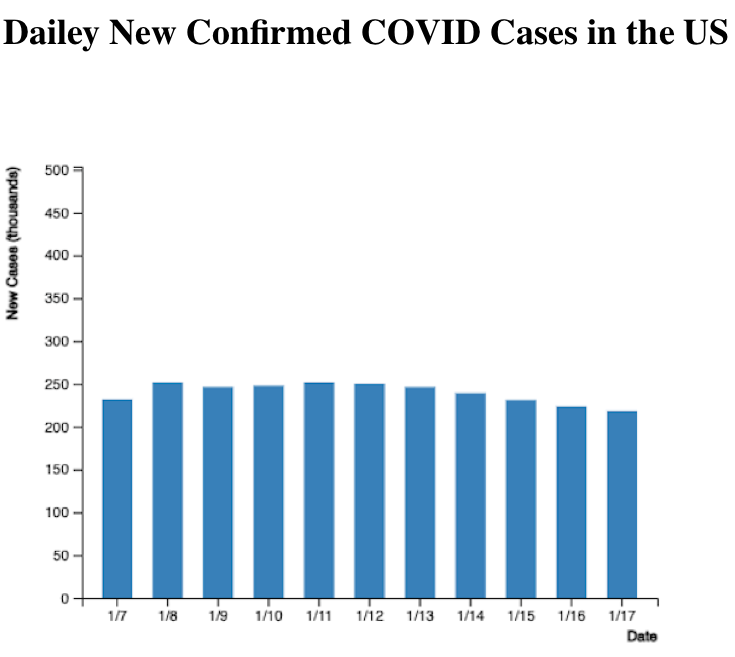 Dailey New Confirmed COVID Cases in the US
New Cases (thousands)
500
450
400
350
300
250
200
150
100
50
0
1/7 1/8 1/9 1/10 1/11 1/12 1/13 1/14 1/15 1/16 1/17
Date